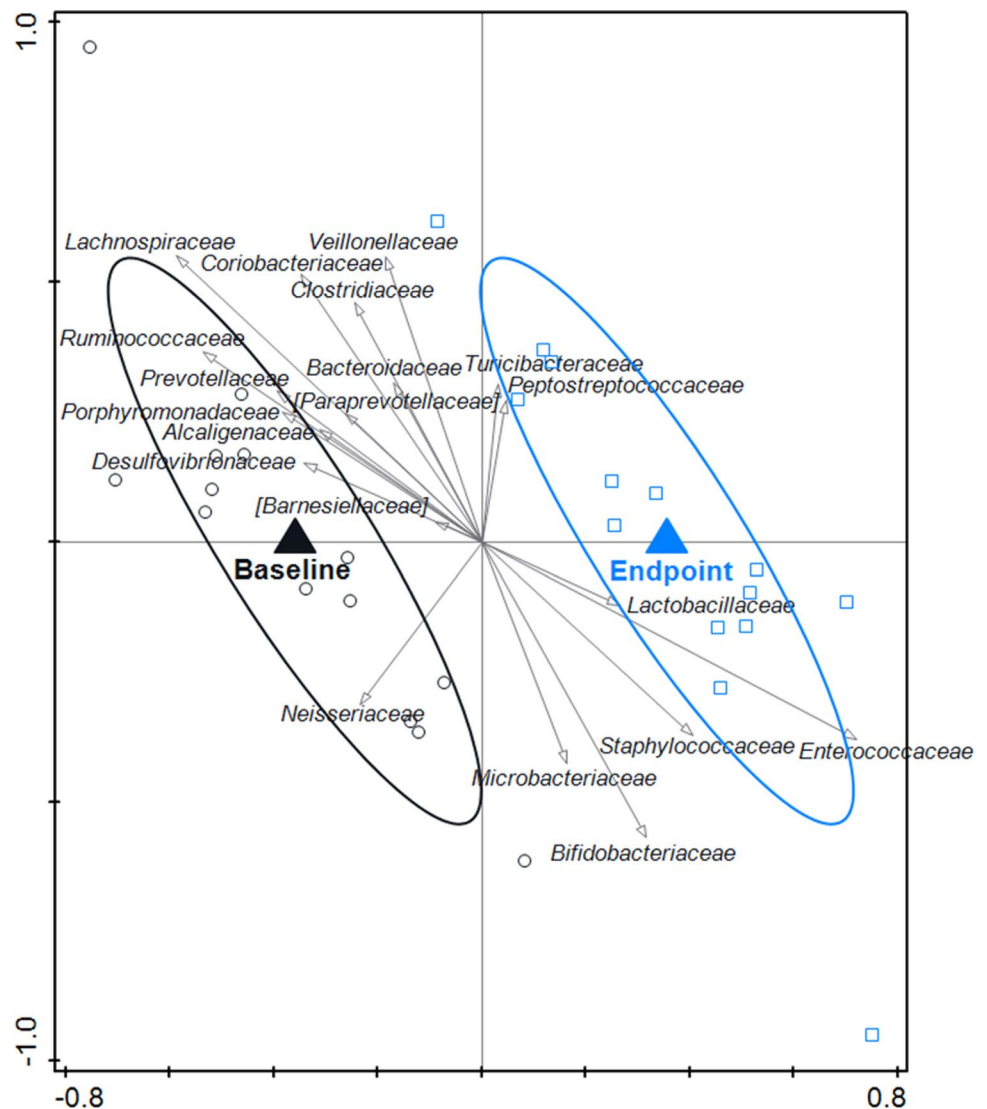 1.0
Lachnospiraceae
Veillonellaceae
Coriobacteriaceae
Clostridiaceae
Ruminococcaceae
Bacteroidaceae
Turicibacteraceae
Prevotellaceae
Peptostreptococcaceae
[Paraprevotellaceae]
Porphyromonadaceae
Alcaligenaceae
Desulfovibrionaceae
[Barnesiellaceae]
Baseline
Endpoint
Lactobacillaceae
Neisseriaceae
Staphylococcaceae
Enterococcaceae
Microbacteriaceae
Bifidobacteriaceae
-1.0
-0.8
0.8